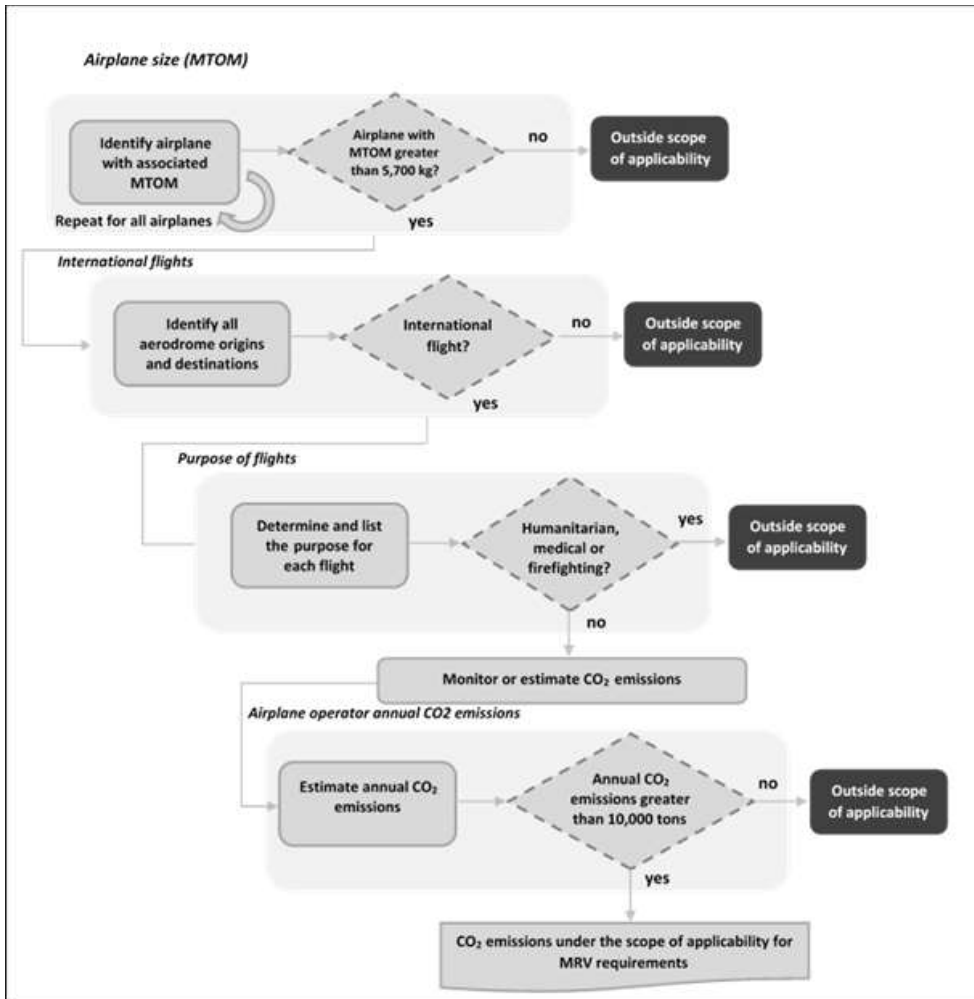 Airplane size (MTOM)
Identify airplane
with associated
MTOM
Repeat for all airplanes
Airplane with
MTOM greater
than 5,700 kg?
no
Outside scope
of applicability
yes
International flights
Identify all
aerodrome origins
and destinations
International
flight?
no
Outside scope
of applicability
yes
Purpose of flights
Determine and list
the purpose for
each flight
Humanitarian,
medical or
firefighting?
yes
Outside scope
of applicability
no
Monitor or estimate CO₂ emissions
Airplane operator annual CO2 emissions
Estimate annual CO₂
emissions
Annual CO₂
emissions greater
than 10,000 tons
no
Outside scope
of applicability
yes
CO₂ emissions under the scope of applicability for
MRV requirements